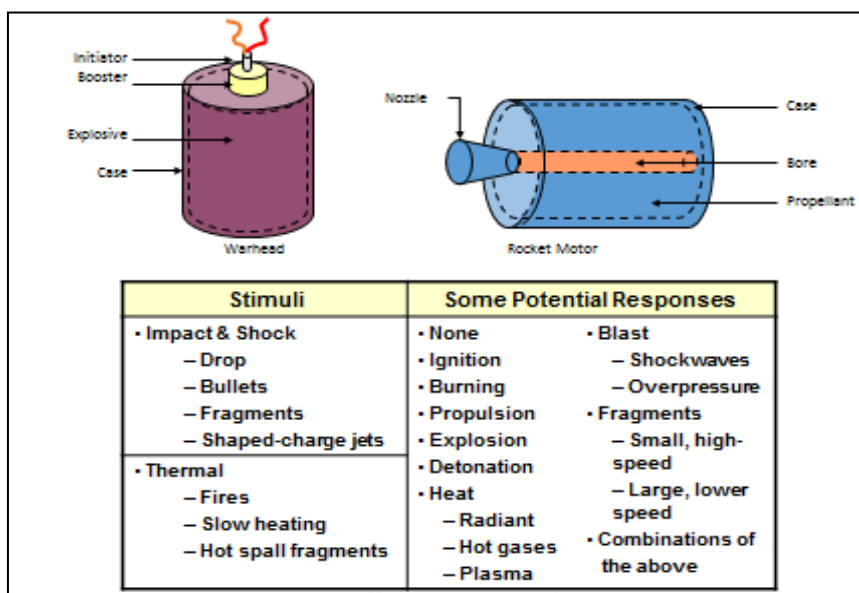 Initiator
Booster
Explosive
Case
Warhead
Nozzle
Case
Bore
Propellant
Rocket Motor
Stimuli
▪ Impact & Shock
– Drop
– Bullets
– Fragments
– Shaped-charge jets
▪ Thermal
– Fires
– Slow heating
– Hot spall fragments
Some Potential Responses
▪ None
▪ Ignition
▪ Burning
▪ Propulsion
▪ Explosion
▪ Detonation
▪ Heat
– Radiant
– Hot gases
– Plasma
▪ Blast
– Shockwaves
– Overpressure
▪ Fragments
– Small, high-
speed
– Large, lower
speed
▪ Combinations of
the above